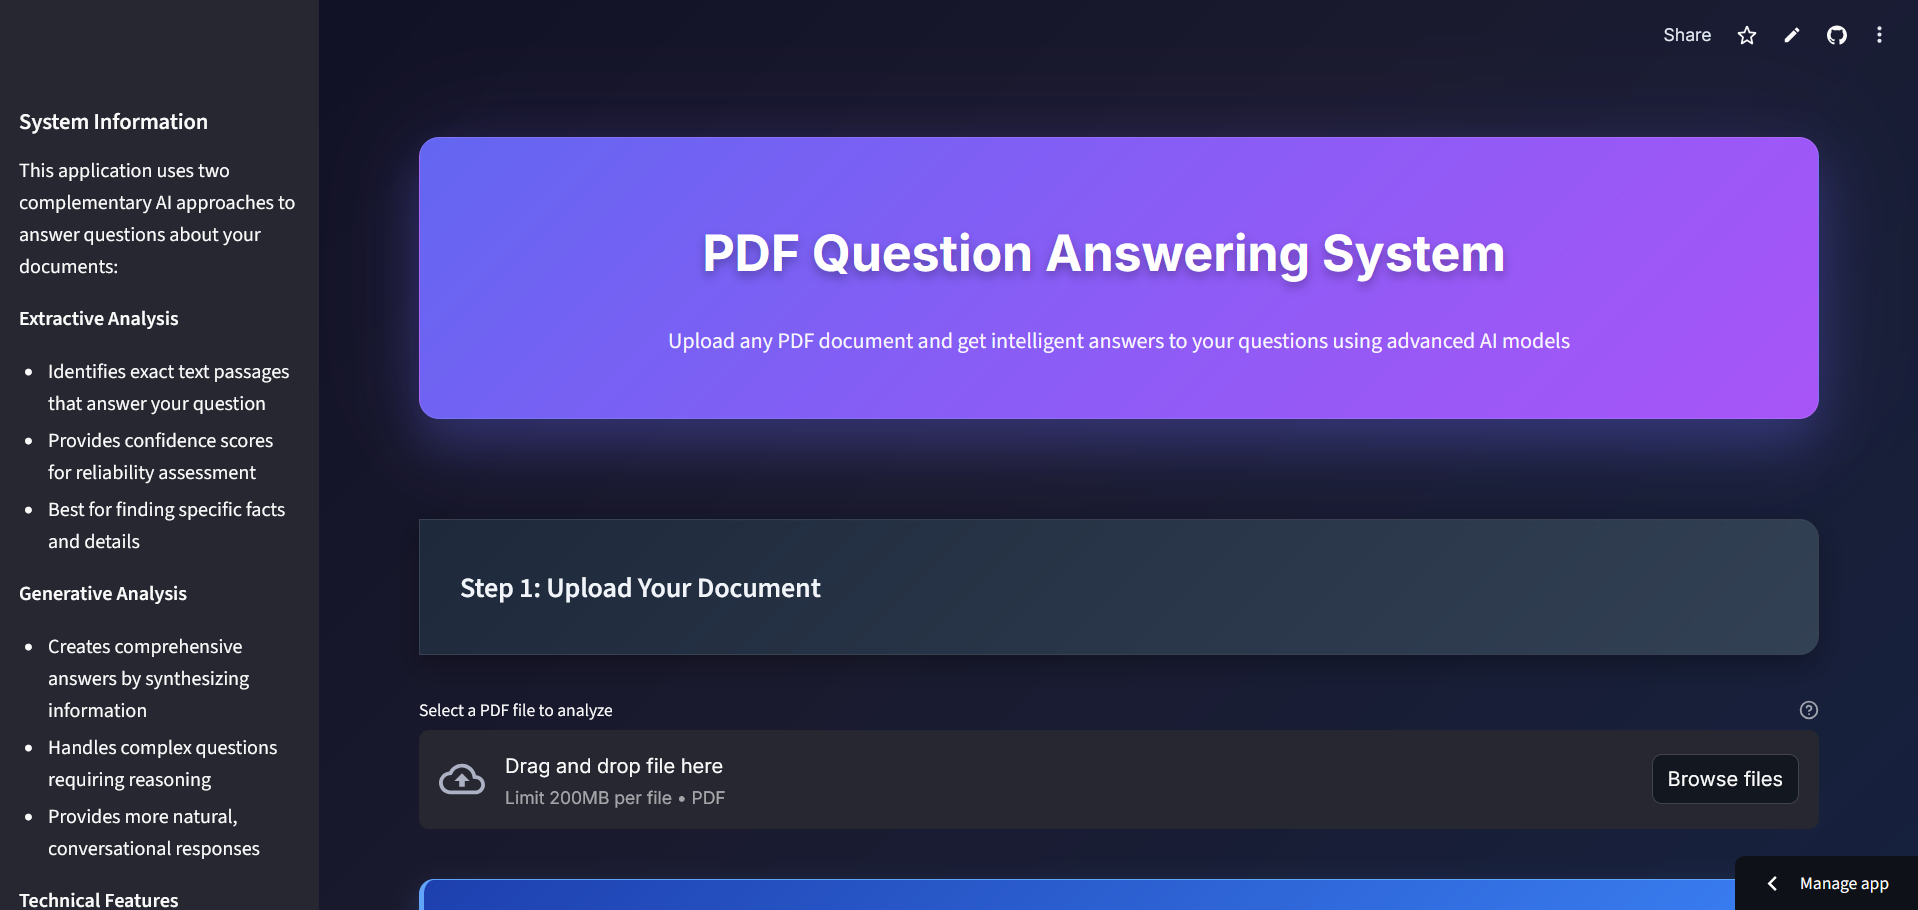 Share
System Information
This application uses two
complementary AI approaches to
answer questions about your
documents:
Extractive Analysis
• Identifies exact text passages
that answer your question
• Provides confidence scores
for reliability assessment
• Best for finding specific facts
and details
Generative Analysis
• Creates comprehensive
answers by synthesizing
information
• Handles complex questions
requiring reasoning
• Provides more natural,
conversational responses
Technical Features
PDF Question Answering System
Upload any PDF document and get intelligent answers to your questions using advanced AI models
Step 1: Upload Your Document
Select a PDF file to analyze
Drag and drop file here
Limit 200MB per file • PDF
Browse files
Manage app